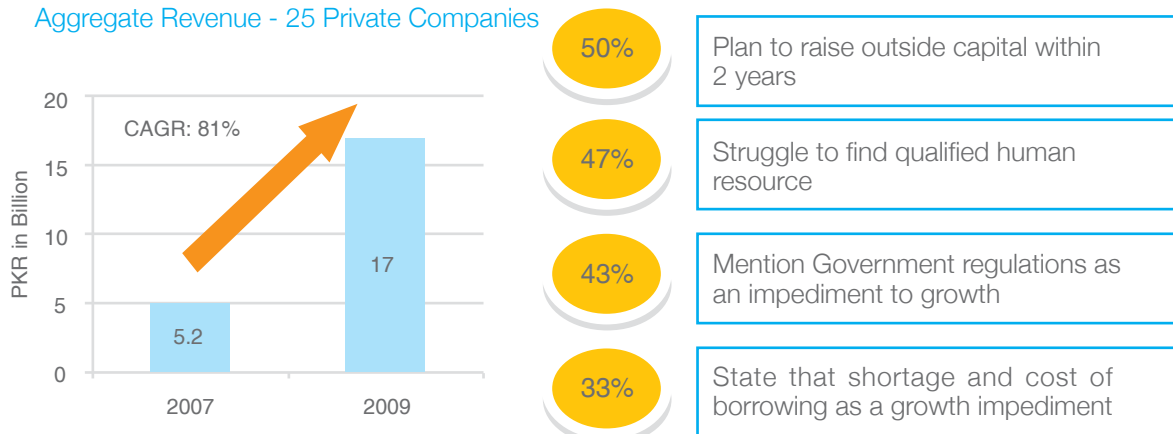 Aggregate Revenue - 25 Private Companies
PKR in Billion
20
15
10
5
0
CAGR: 81%
5.2
17
2007
2009
50%
Plan to raise outside capital within
2 years
47%
Struggle to find qualified human
resource
43%
Mention Government regulations as
an impediment to growth
33%
State that shortage and cost of
borrowing as a growth impediment